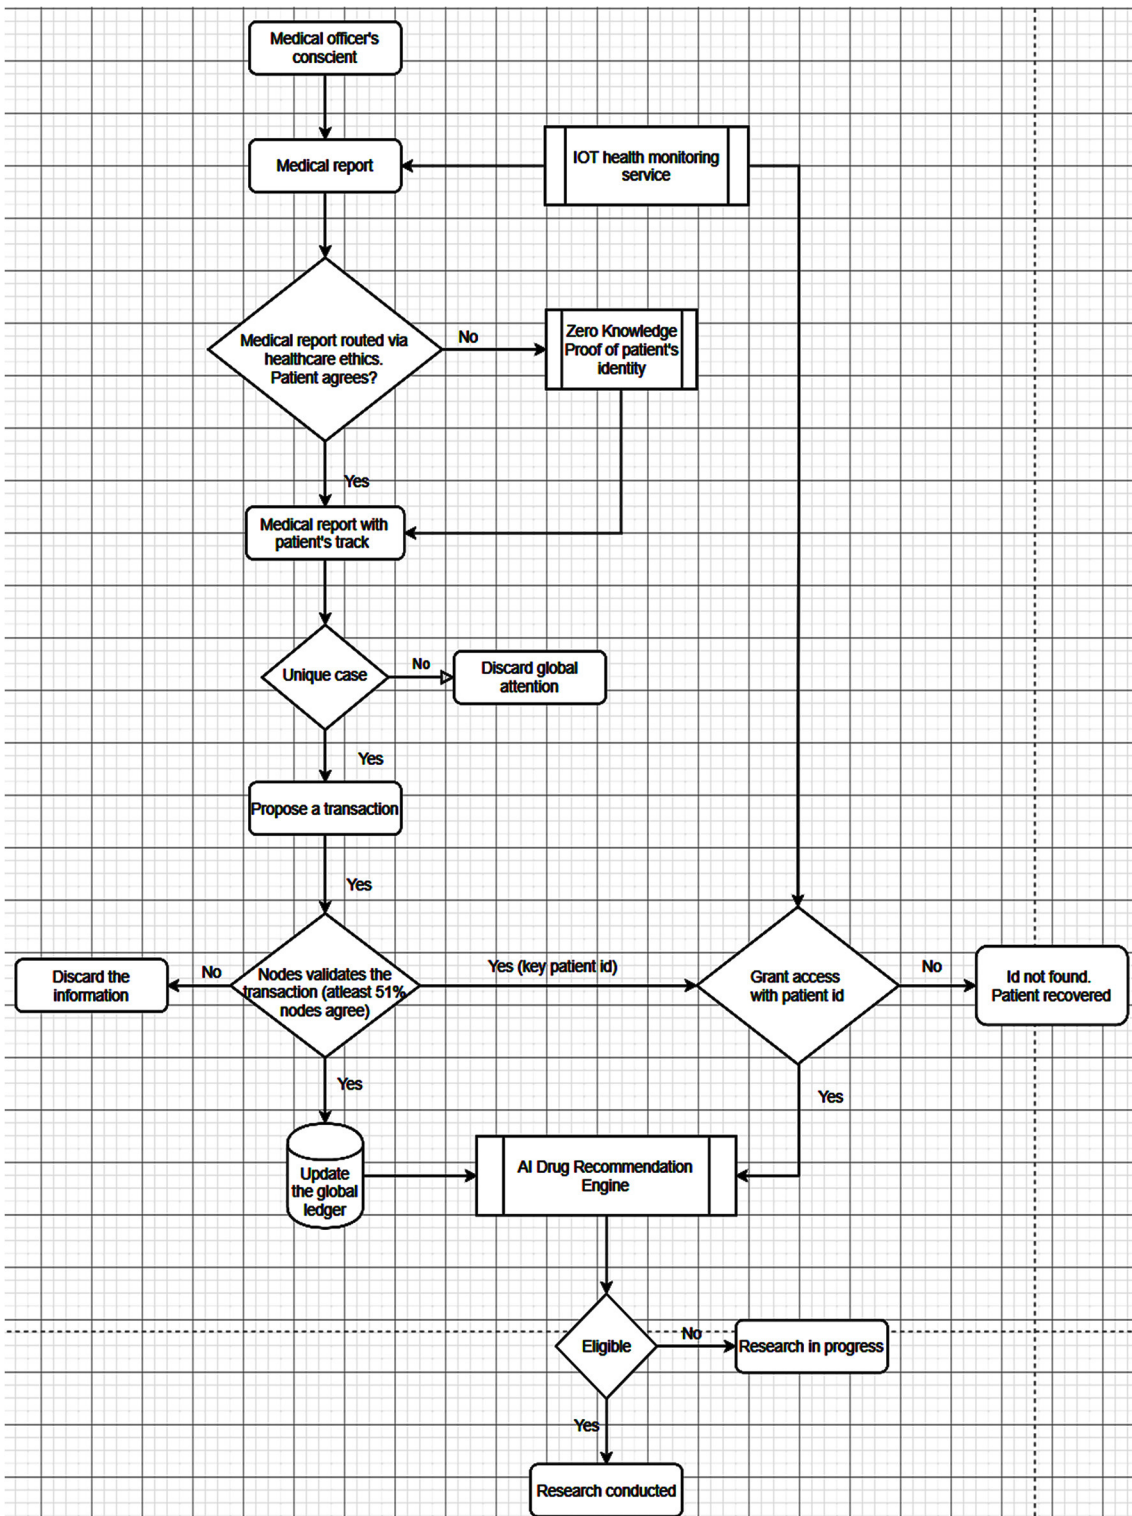 Medical officer's
conscient
Medical report
IOT health monitoring
service
Medical report routed via
healthcare ethics.
Patient agrees?
No
Zero Knowledge
Proof of patient's
identity
Yes
Medical report with
patient's track
Unique case
No
Discard global
attention
Yes
Propose a transaction
Yes
Discard the
information
No
Nodes validates the
transaction (atleast 51%
nodes agree)
Yes (key patient id)
Grant access
with patient id
No
Id not found.
Patient recovered
Yes
Yes
Update
the global
ledger
AI Drug Recommendation
Engine
Eligible
No
Research in progress
Yes
Research conducted